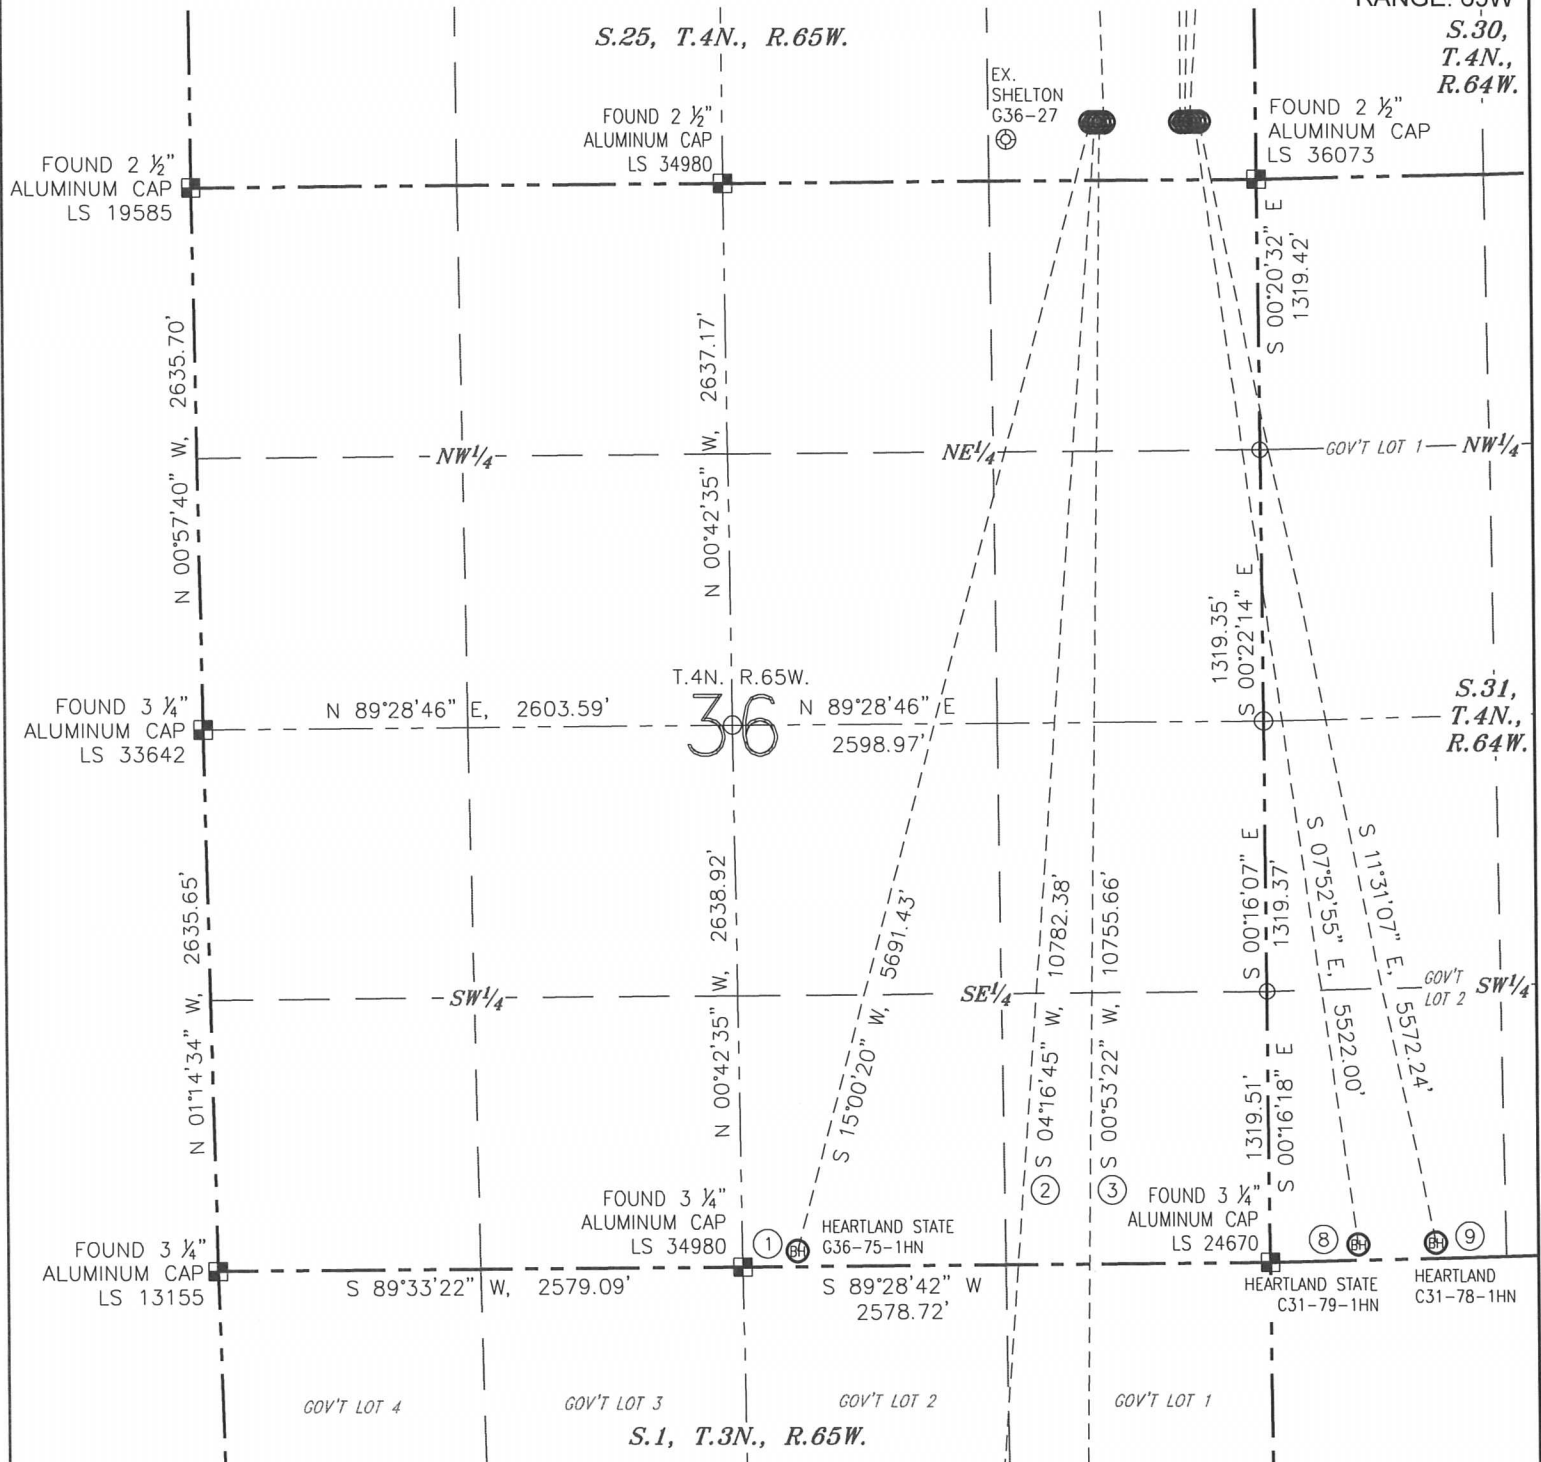 RANGE: 65W
S.25, T.4N., R.65W.
S.30,
T.4N.,
R.64W.
EX.
SHELTON
G36-27
FOUND 2 ½"
ALUMINUM CAP
LS 34980
FOUND 2 ½"
ALUMINUM CAP
LS 36073
FOUND 2 ½"
ALUMINUM CAP
LS 19585
N 00°57'40" W, 2635.70'
N 00°42'35" W, 2637.17'
S 00°20'32" E
1319.42'
NW¼
NE¼
GOV'T LOT 1
NW¼
1319.35'
S 00°22'14" E
T.4N. R.65W.
36
FOUND 3 ¼"
ALUMINUM CAP
LS 33642
N 89°28'46" E, 2603.59'
N 89°28'46" E
2598.97'
S.31,
T.4N.,
R.64W.
N 01°14'34" W, 2635.65'
N 00°42'35" W, 2638.92'
S 15°00'20" W, 5691.43'
S 04°16'45" W, 10782.38'
S 00°53'22" W, 10755.66'
S 00°16'07" E
1319.37'
S 07°52'55" E, 5522.00'
S 11°31'07" E, 5572.24'
SW¼
SE¼
GOV'T
LOT 2
SW¼
1319.51'
S 00°16'18" E
2
3
FOUND 3 ¼"
ALUMINUM CAP
LS 34980
1
BH
HEARTLAND STATE
G36-75-1HN
FOUND 3 ¼"
ALUMINUM CAP
LS 24670
8
BH
BH
9
FOUND 3 ¼"
ALUMINUM CAP
LS 13155
S 89°33'22" W, 2579.09'
S 89°28'42" W
2578.72'
HEARTLAND STATE
C31-79-1HN
HEARTLAND
C31-78-1HN
GOV'T LOT 4
GOV'T LOT 3
GOV'T LOT 2
GOV'T LOT 1
S.1, T.3N., R.65W.